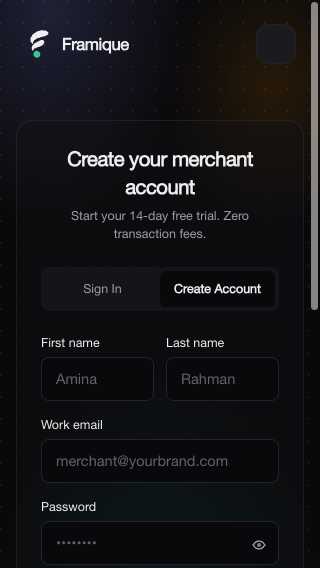 Framique
Create your merchant
account
Start your 14-day free trial. Zero
transaction fees.
Sign In
Create Account
First name
Last name
Amina
Rahman
Work email
merchant@yourbrand.com
Password
••••••••